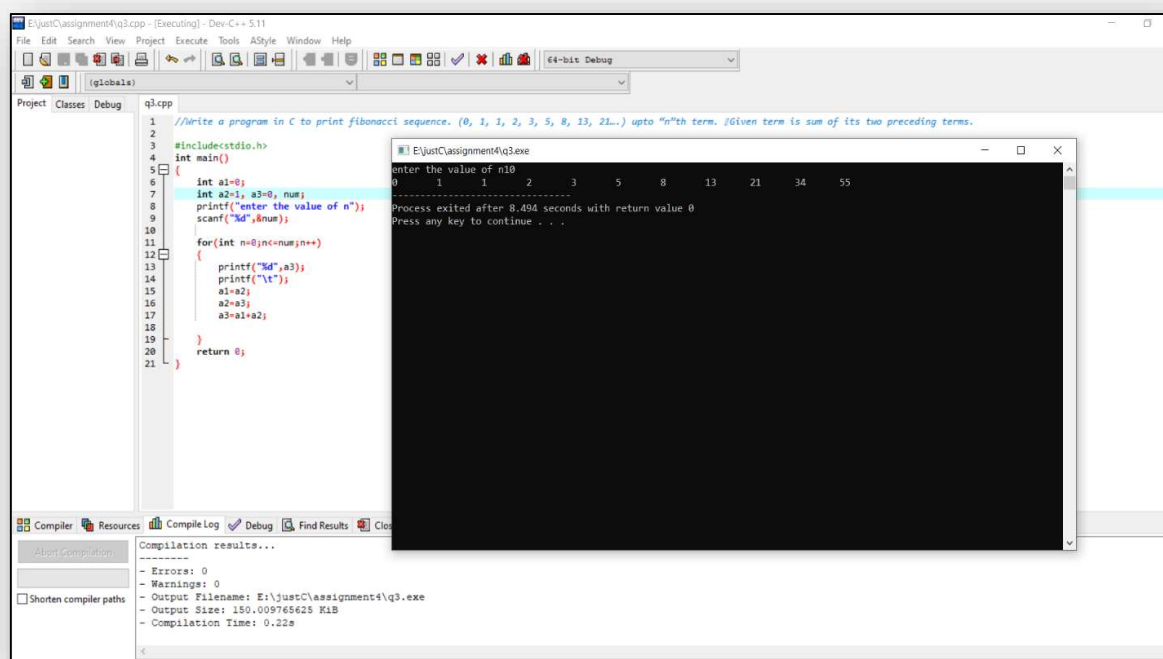 E:\justC\assignment4\q3.cpp - [Executing] - Dev-C++ 5.11
File Edit Search View Project Execute Tools AStyle Window Help
64-bit Debug
(globals)
Project Classes Debug
q3.cpp
1 //Write a program in C to print fibonacci sequence. (0, 1, 1, 2, 3, 5, 8, 13, 21….) upto “n”th term. Given term is sum of its two preceding terms.
2
3 #include<stdio.h>
4 int main()
5 {
6 int a1=0;
7 int a2=1, a3=0, num;
8 printf("enter the value of n");
9 scanf("%d",&num);
10
11 for(int n=0;n<=num;n++)
12 {
13 printf("%d",a3);
14 printf("\t");
15 a1=a2;
16 a2=a3;
17 a3=a1+a2;
18
19 }
20 return 0;
21 }
E:\justC\assignment4\q3.exe
enter the value of n10
0 1 1 2 3 5 8 13 21 34 55
--------------------------------
Process exited after 8.494 seconds with return value 0
Press any key to continue . . .
Compiler Resources Compile Log Debug Find Results Clos
Abort Compilation
Shorten compiler paths
Compilation results...
--------
- Errors: 0
- Warnings: 0
- Output Filename: E:\justC\assignment4\q3.exe
- Output Size: 150.009765625 KiB
- Compilation Time: 0.22s